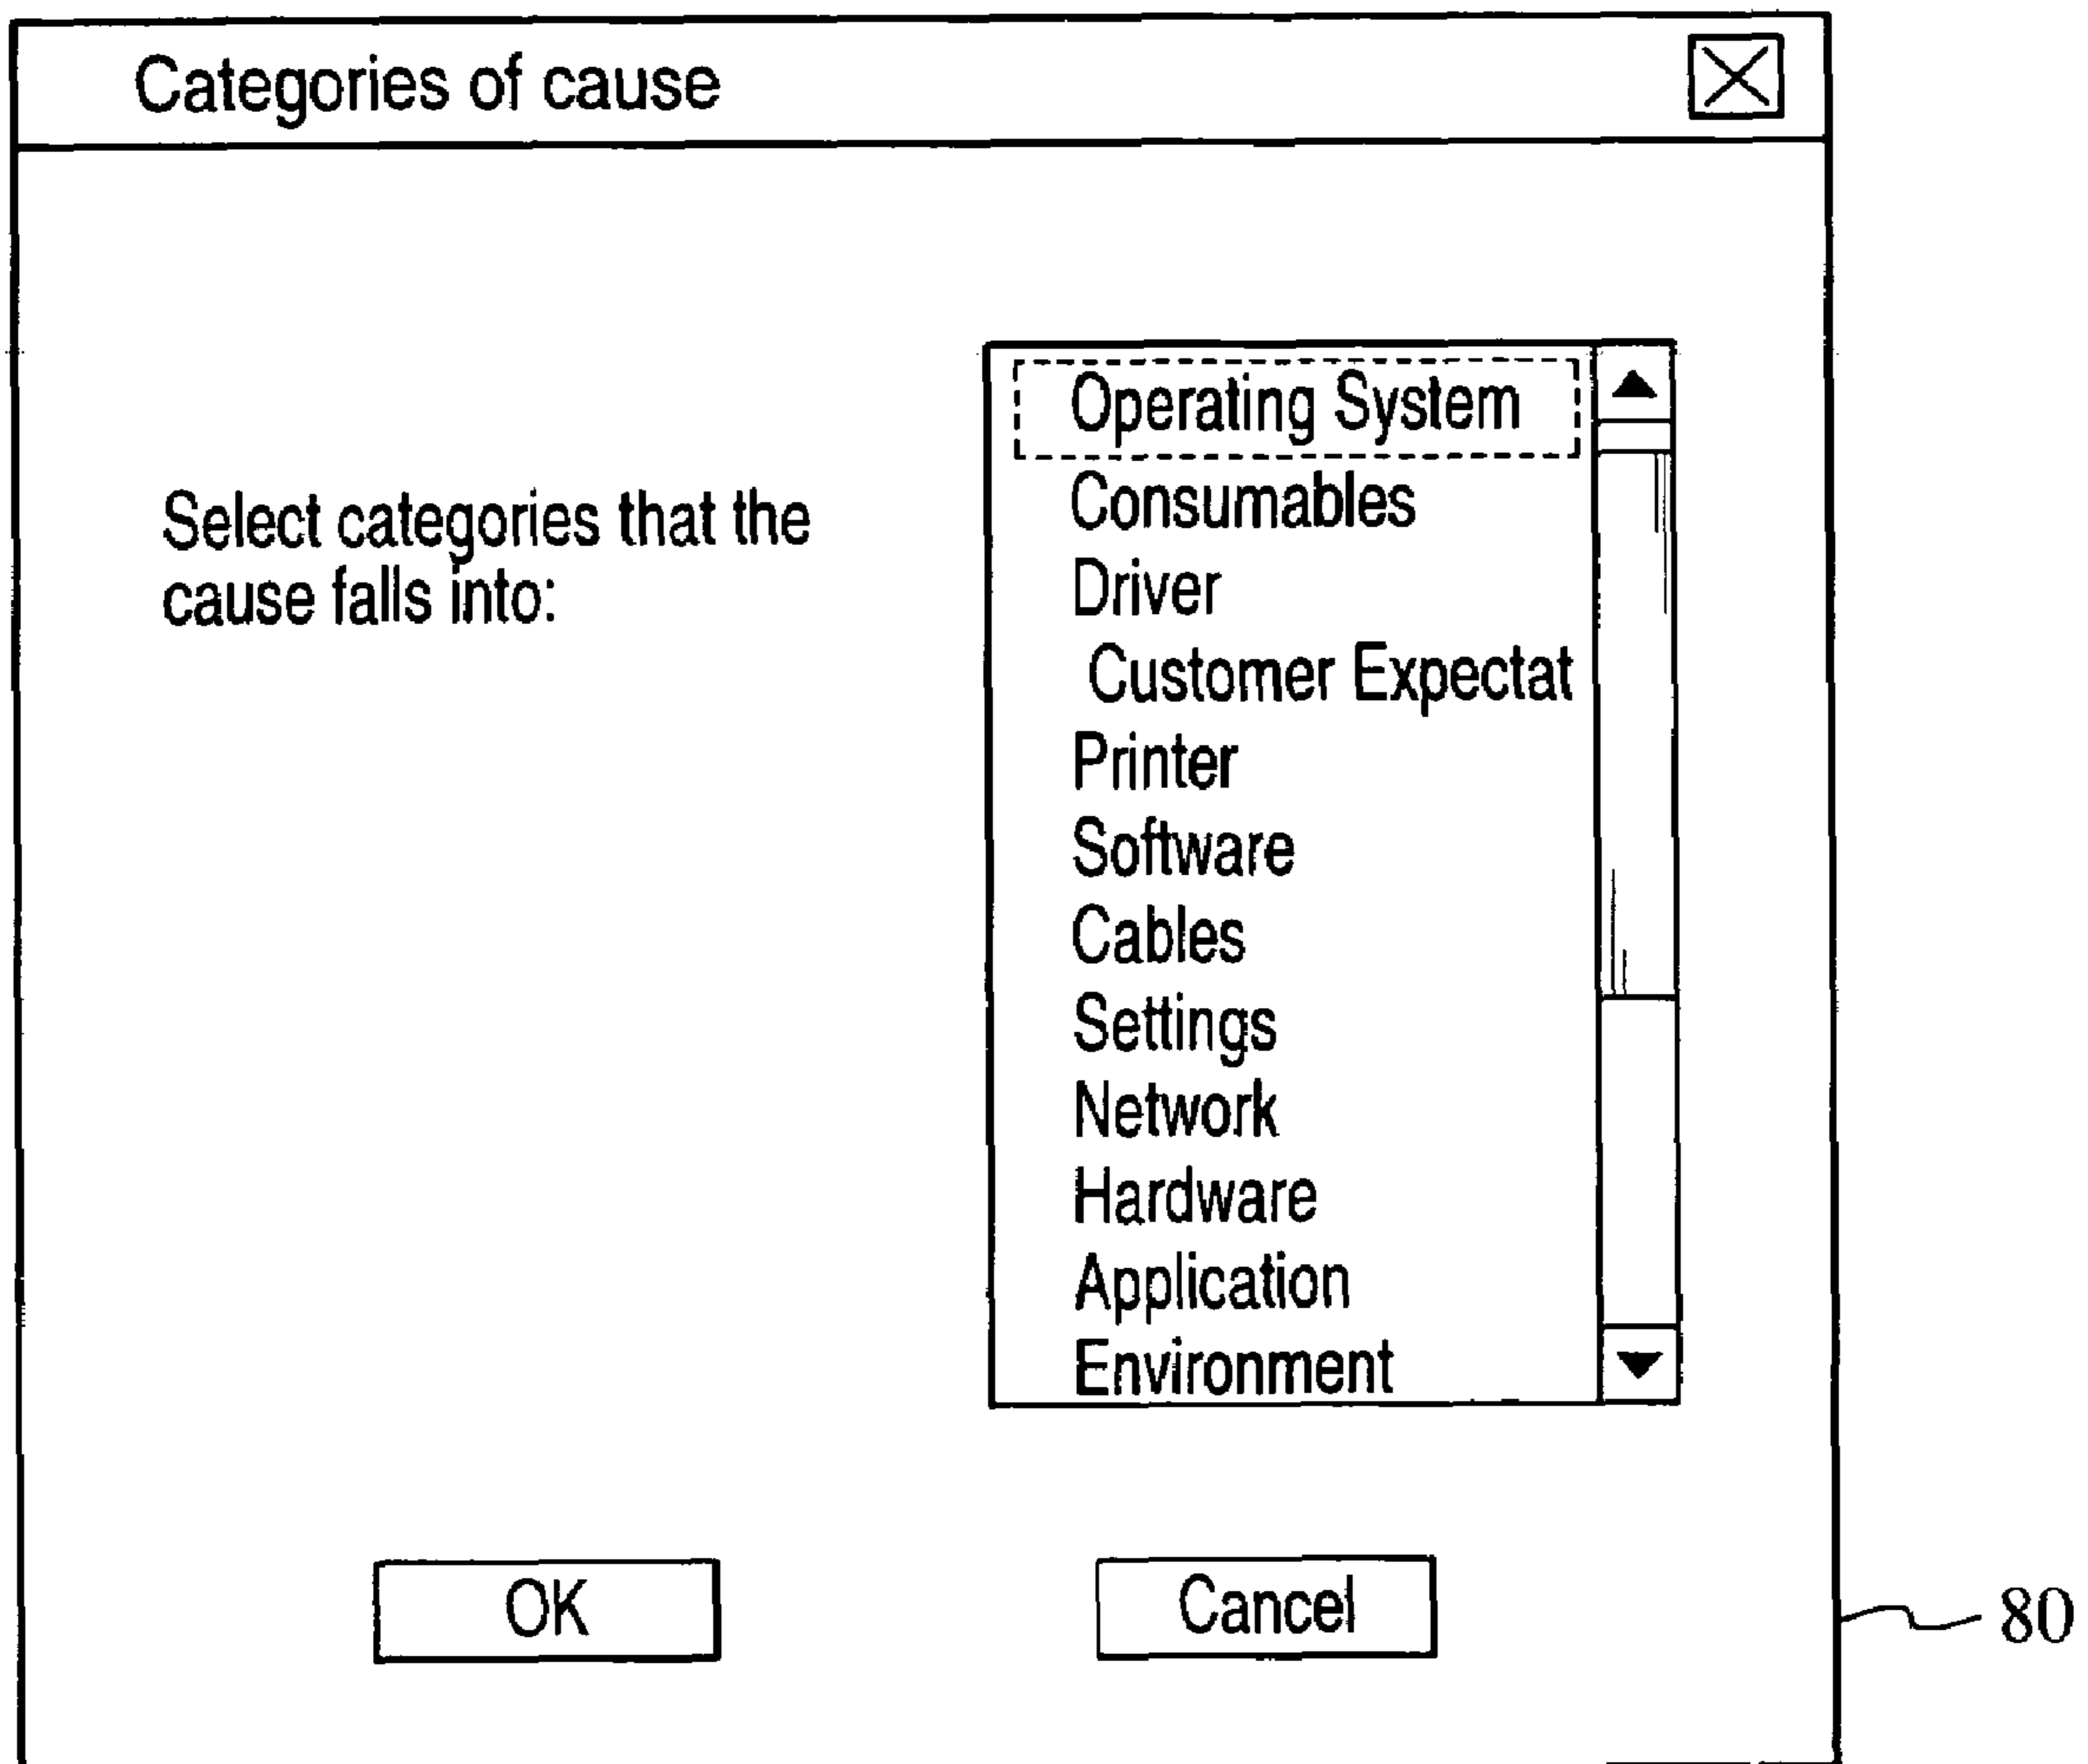 Categories of cause
Select categories that the
cause falls into:
Operating System
Consumables
Driver
Customer Expectat
Printer
Software
Cables
Settings
Network
Hardware
Application
Environment
OK
Cancel
80